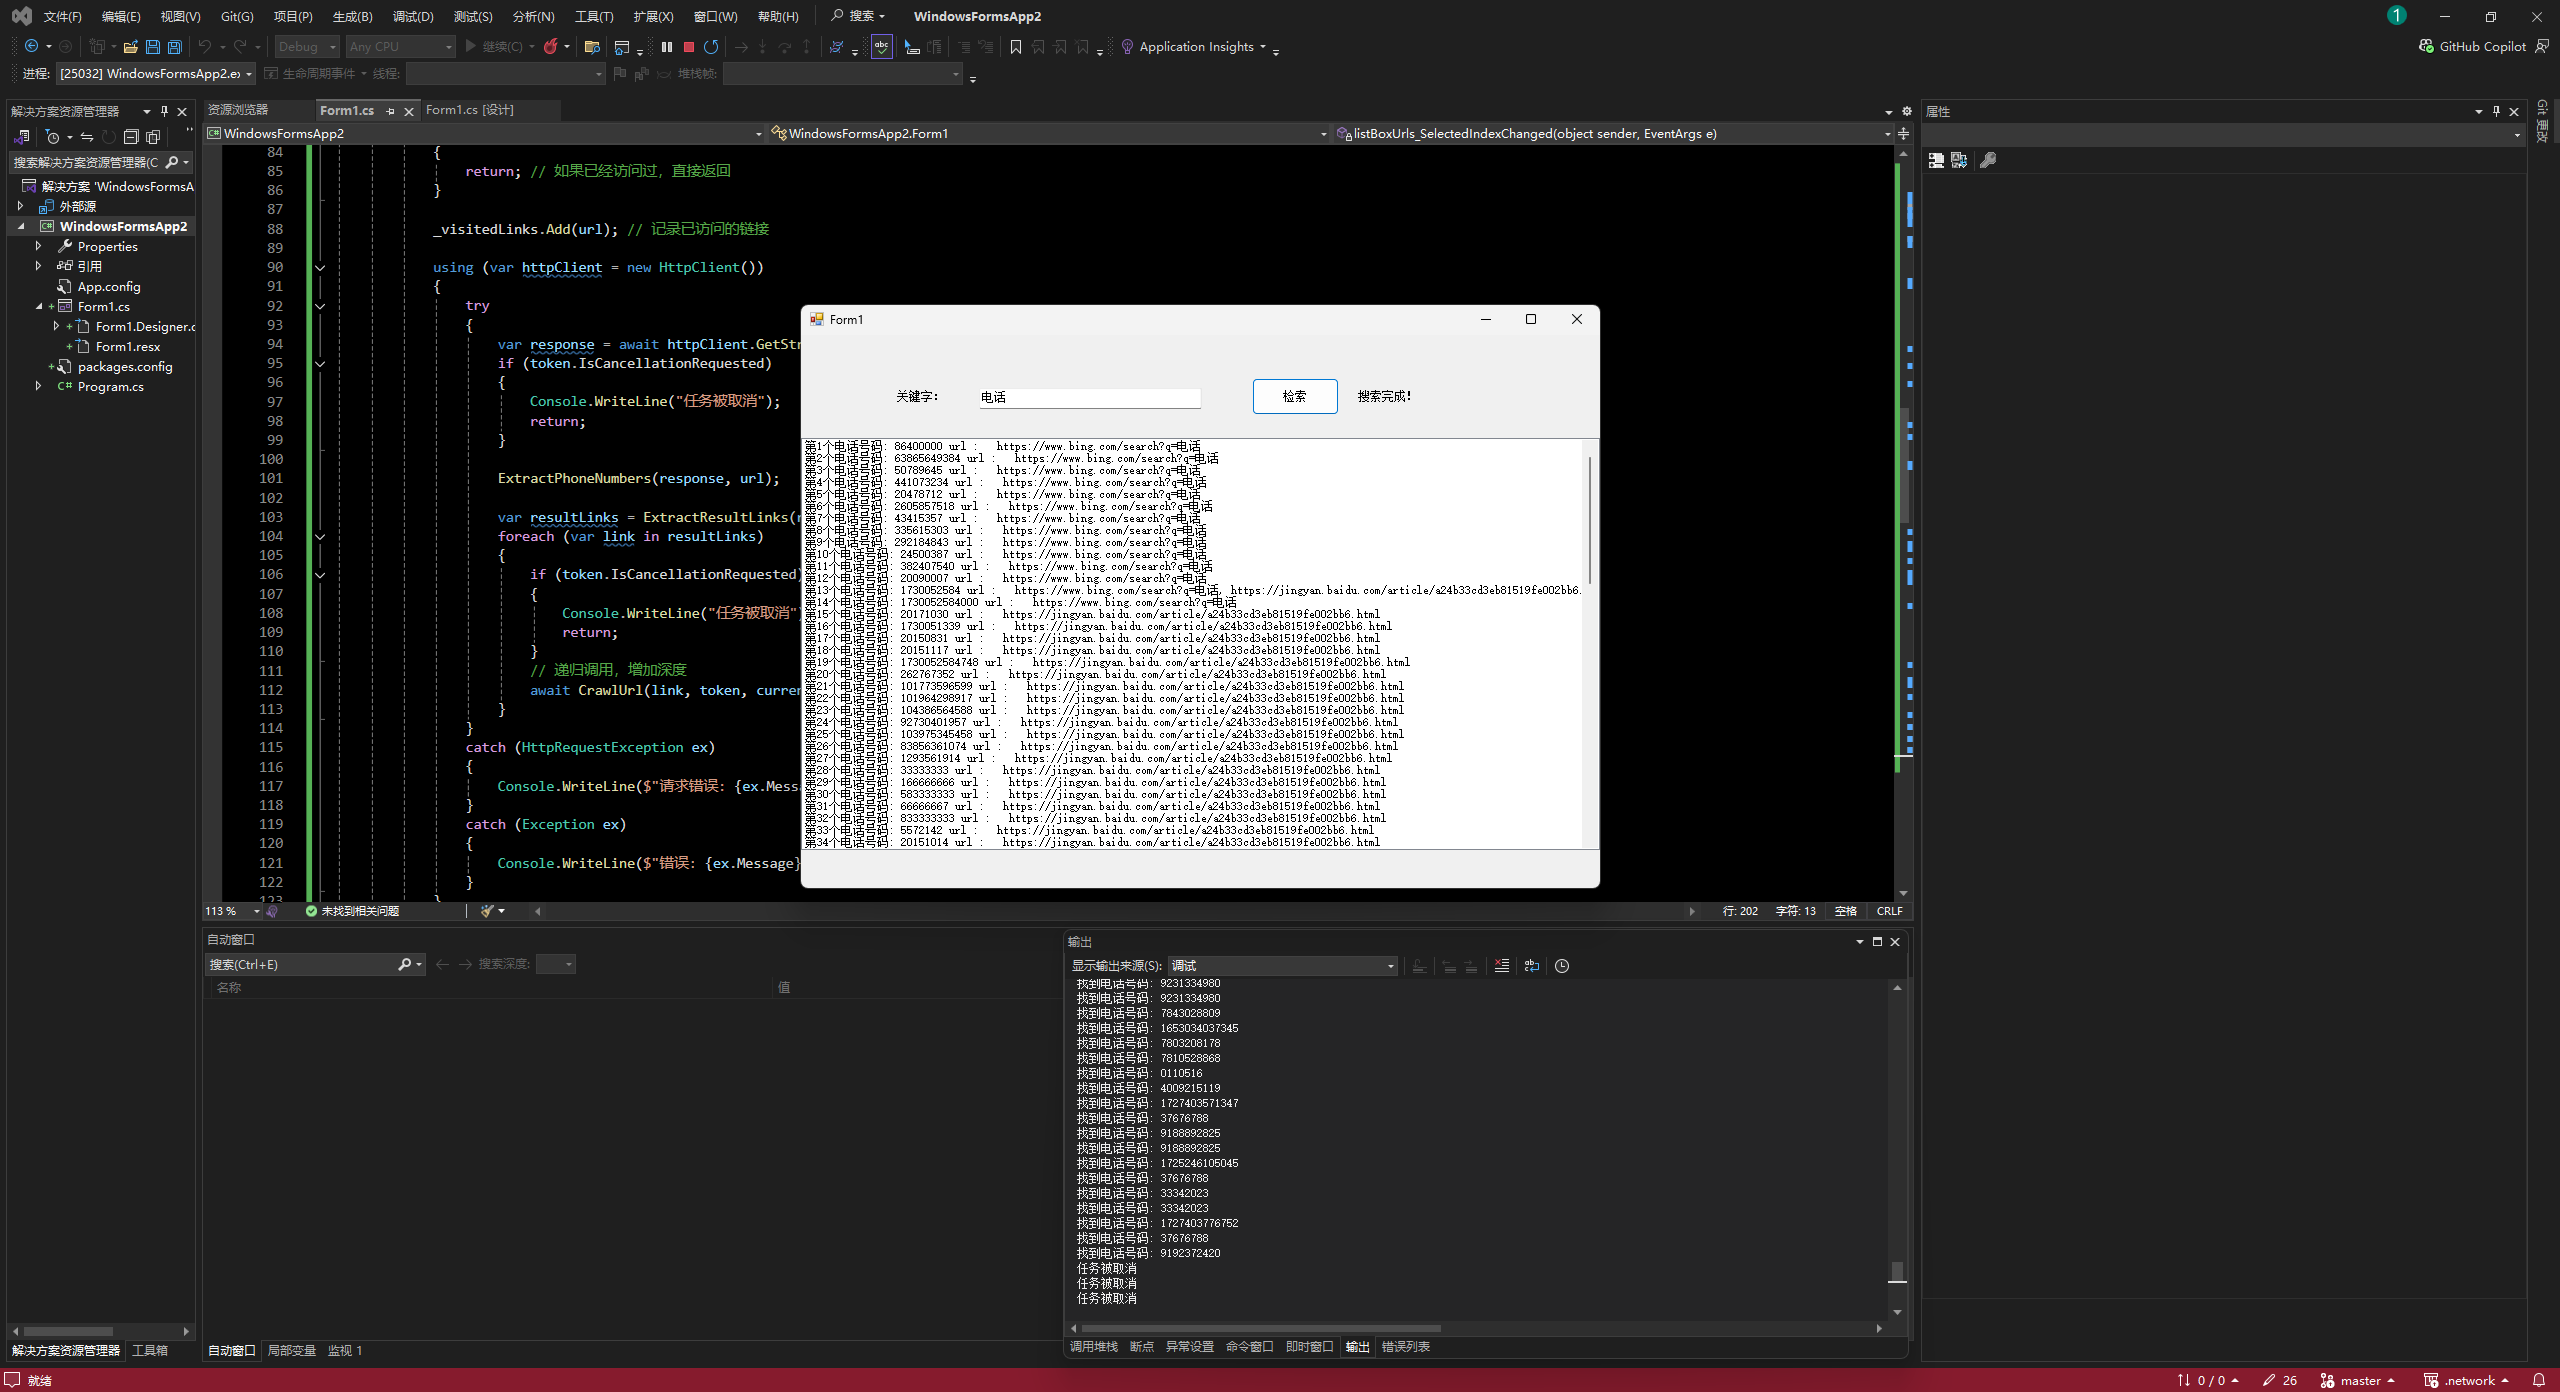 文件(F) 编辑(E) 视图(V) Git(G) 项目(P) 生成(B) 调试(D) 测试(S) 分析(N) 工具(T) 扩展(X) 窗口(W) 帮助(H) 搜索 WindowsFormsApp2
1
Debug Any CPU 继续(C) Application Insights GitHub Copilot
进程: [25032] WindowsFormsApp2.ex 生命周期事件 线程: 堆栈帧:
解决方案资源管理器
搜索解决方案资源管理器(C
解决方案 'WindowsFormsA
外部源
WindowsFormsApp2
Properties
引用
App.config
Form1.cs
Form1.Designer.c
Form1.resx
packages.config
Program.cs
解决方案资源管理器 工具箱
资源浏览器 Form1.cs Form1.cs [设计]
WindowsFormsApp2 WindowsFormsApp2.Form1 listBoxUrls_SelectedIndexChanged(object sender, EventArgs e)
84 {
85 return; // 如果已经访问过，直接返回
86 }
87
88 _visitedLinks.Add(url); // 记录已访问的链接
89
90 using (var httpClient = new HttpClient())
91 {
92 try
93 {
94 var response = await httpClient.GetStr
95 if (token.IsCancellationRequested)
96 {
97 Console.WriteLine("任务被取消");
98 return;
99 }
100
101 ExtractPhoneNumbers(response, url);
102
103 var resultLinks = ExtractResultLinks(r
104 foreach (var link in resultLinks)
105 {
106 if (token.IsCancellationRequested)
107 {
108 Console.WriteLine("任务被取消"
109 return;
110 }
111 // 递归调用，增加深度
112 await CrawlUrl(link, token, curren
113 }
114 }
115 catch (HttpRequestException ex)
116 {
117 Console.WriteLine($"请求错误: {ex.Messa
118 }
119 catch (Exception ex)
120 {
121 Console.WriteLine($"错误: {ex.Message}
122 }
123 }
113 % 未找到相关问题 行: 202 字符: 13 空格 CRLF
Form1
关键字: 电话 检索 搜索完成!
第1个电话号码: 86400000 url : https://www.bing.com/search?q=电话
第2个电话号码: 63865649384 url : https://www.bing.com/search?q=电话
第3个电话号码: 50789645 url : https://www.bing.com/search?q=电话
第4个电话号码: 441073234 url : https://www.bing.com/search?q=电话
第5个电话号码: 20478712 url : https://www.bing.com/search?q=电话
第6个电话号码: 2605857518 url : https://www.bing.com/search?q=电话
第7个电话号码: 43415357 url : https://www.bing.com/search?q=电话
第8个电话号码: 335615303 url : https://www.bing.com/search?q=电话
第9个电话号码: 292184843 url : https://www.bing.com/search?q=电话
第10个电话号码: 24500387 url : https://www.bing.com/search?q=电话
第11个电话号码: 382407540 url : https://www.bing.com/search?q=电话
第12个电话号码: 20090007 url : https://www.bing.com/search?q=电话
第13个电话号码: 1730052584 url : https://www.bing.com/search?q=电话, https://jingyan.baidu.com/article/a24b33cd3eb81519fe002bb6.
第14个电话号码: 1730052584000 url : https://www.bing.com/search?q=电话
第15个电话号码: 20171030 url : https://jingyan.baidu.com/article/a24b33cd3eb81519fe002bb6.html
第16个电话号码: 1730051339 url : https://jingyan.baidu.com/article/a24b33cd3eb81519fe002bb6.html
第17个电话号码: 20150831 url : https://jingyan.baidu.com/article/a24b33cd3eb81519fe002bb6.html
第18个电话号码: 20151117 url : https://jingyan.baidu.com/article/a24b33cd3eb81519fe002bb6.html
第19个电话号码: 1730052584748 url : https://jingyan.baidu.com/article/a24b33cd3eb81519fe002bb6.html
第20个电话号码: 262767352 url : https://jingyan.baidu.com/article/a24b33cd3eb81519fe002bb6.html
第21个电话号码: 101773596599 url : https://jingyan.baidu.com/article/a24b33cd3eb81519fe002bb6.html
第22个电话号码: 101964298917 url : https://jingyan.baidu.com/article/a24b33cd3eb81519fe002bb6.html
第23个电话号码: 104386564588 url : https://jingyan.baidu.com/article/a24b33cd3eb81519fe002bb6.html
第24个电话号码: 92730401957 url : https://jingyan.baidu.com/article/a24b33cd3eb81519fe002bb6.html
第25个电话号码: 103975345458 url : https://jingyan.baidu.com/article/a24b33cd3eb81519fe002bb6.html
第26个电话号码: 83856361074 url : https://jingyan.baidu.com/article/a24b33cd3eb81519fe002bb6.html
第27个电话号码: 1293561914 url : https://jingyan.baidu.com/article/a24b33cd3eb81519fe002bb6.html
第28个电话号码: 33333333 url : https://jingyan.baidu.com/article/a24b33cd3eb81519fe002bb6.html
第29个电话号码: 166666666 url : https://jingyan.baidu.com/article/a24b33cd3eb81519fe002bb6.html
第30个电话号码: 583333333 url : https://jingyan.baidu.com/article/a24b33cd3eb81519fe002bb6.html
第31个电话号码: 66666667 url : https://jingyan.baidu.com/article/a24b33cd3eb81519fe002bb6.html
第32个电话号码: 833333333 url : https://jingyan.baidu.com/article/a24b33cd3eb81519fe002bb6.html
第33个电话号码: 5572142 url : https://jingyan.baidu.com/article/a24b33cd3eb81519fe002bb6.html
第34个电话号码: 20151014 url : https://jingyan.baidu.com/article/a24b33cd3eb81519fe002bb6.html
自动窗口
搜索(Ctrl+E) 搜索深度:
名称 值
自动窗口 局部变量 监视 1
输出
显示输出来源(S): 调试
找到电话号码: 9231334980
找到电话号码: 9231334980
找到电话号码: 7843028809
找到电话号码: 1653034037345
找到电话号码: 7803208178
找到电话号码: 7810528868
找到电话号码: 0110516
找到电话号码: 4009215119
找到电话号码: 1727403571347
找到电话号码: 37676788
找到电话号码: 9188892825
找到电话号码: 9188892825
找到电话号码: 1725246105045
找到电话号码: 37676788
找到电话号码: 33342023
找到电话号码: 33342023
找到电话号码: 1727403776752
找到电话号码: 37676788
找到电话号码: 9192372420
任务被取消
任务被取消
任务被取消
调用堆栈 断点 异常设置 命令窗口 即时窗口 输出 错误列表
属性
Git 更改
就绪 0 / 0 26 master .network